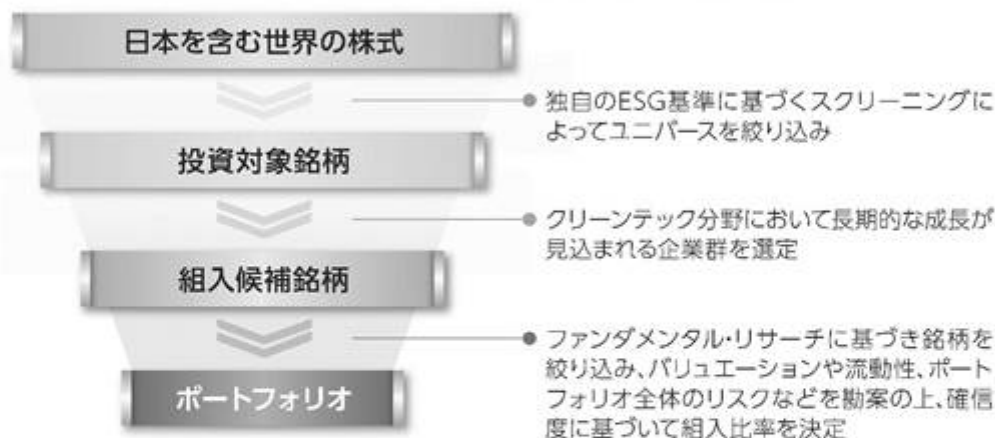 日本を含む世界の株式
独自のESG基準に基づくスクリーニングに
よってユニバースを絞り込み
投資対象銘柄
クリーンテック分野において長期的な成長が
見込まれる企業群を選定
組入候補銘柄
ファンダメンタル・リサーチに基づき銘柄を
絞り込み、バリュエーションや流動性、ポート
フォリオ全体のリスクなどを勘案の上、確信
度に基づいて組入比率を決定
ポートフォリオ